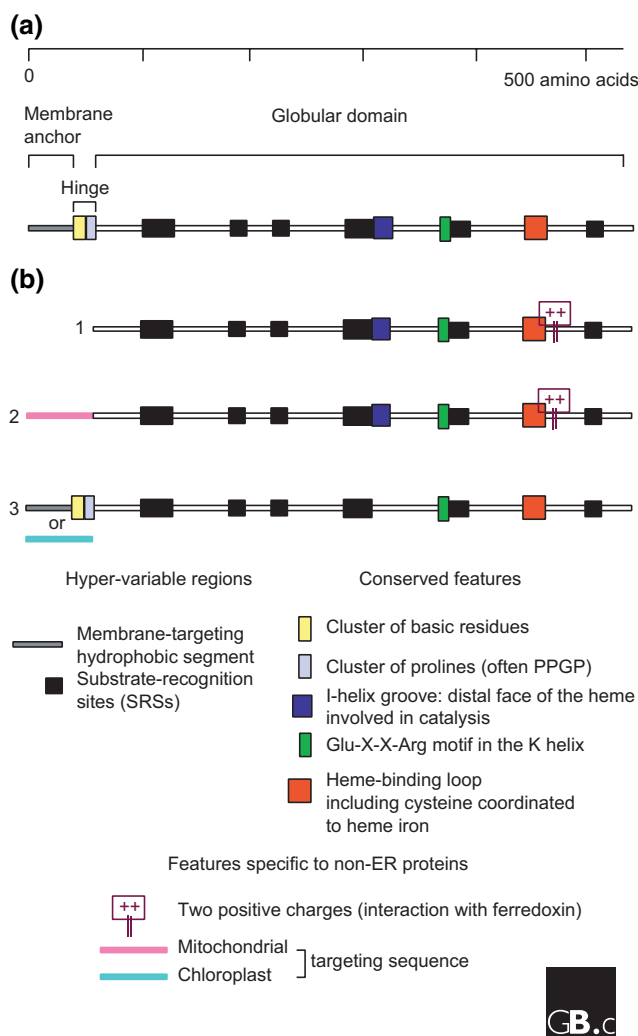 (a)
0
500 amino acids
Membrane
anchor
Globular domain
Hinge
(b)
1
++
2
++
3
or
Hyper-variable regions
Conserved features
Membrane-targeting
hydrophobic segment
Substrate-recognition
sites (SRSs)
Cluster of basic residues
Cluster of prolines (often PPGP)
I-helix groove: distal face of the heme
involved in catalysis
Glu-X-X-Arg motif in the K helix
Heme-binding loop
including cysteine coordinated
to heme iron
Features specific to non-ER proteins
++
Two positive charges (interaction with ferredoxin)
Mitochondrial
Chloroplast
targeting sequence
GB.c